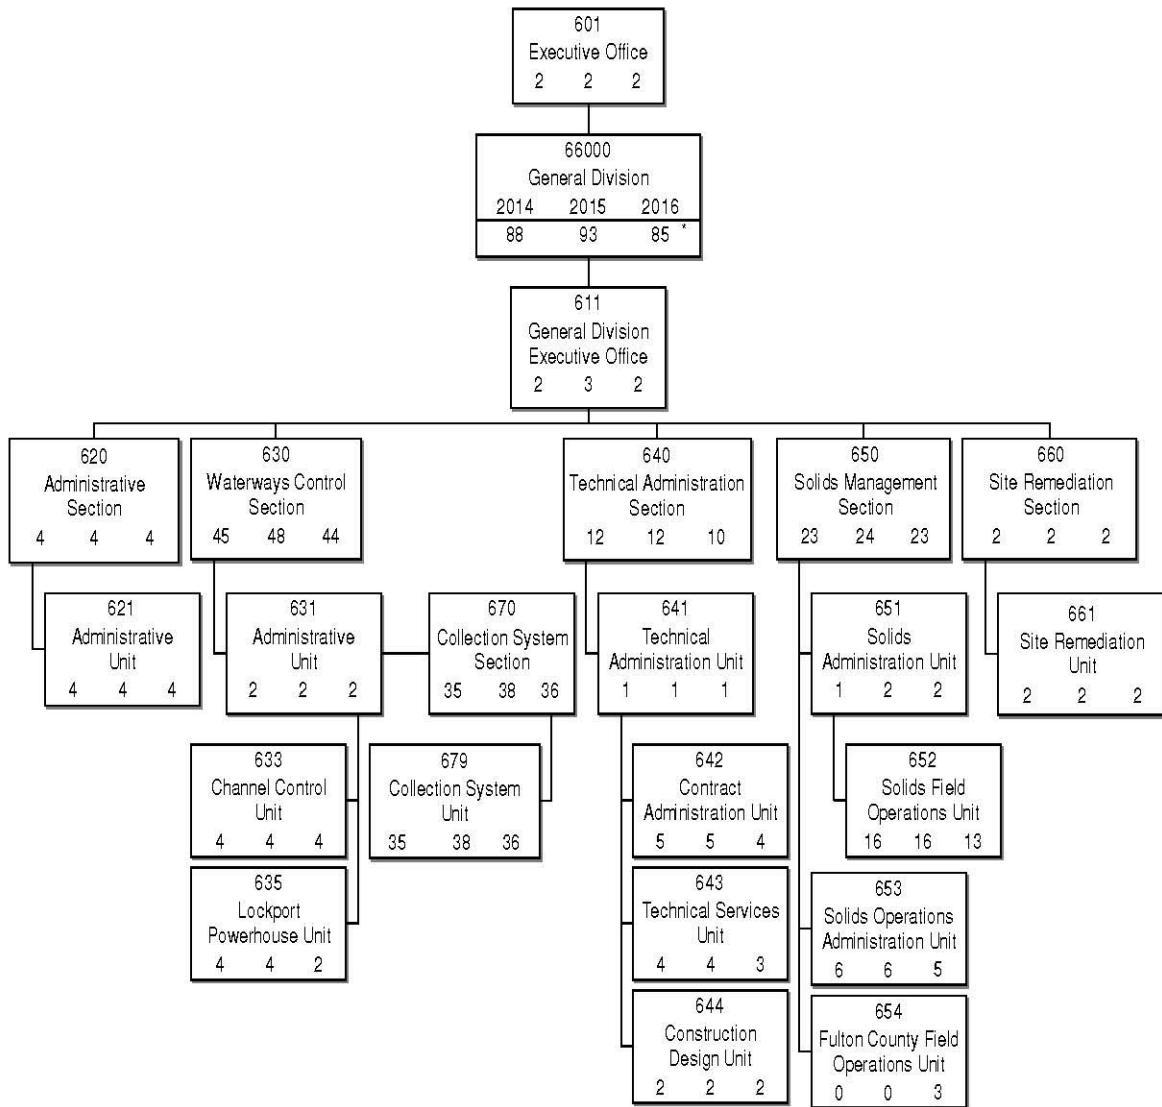 601
Executive Office
2 2 2
66000
General Division
2014 2015 2016
88 93 85 *
611
General Division
Executive Office
2 3 2
620
Administrative
Section
4 4 4
630
Waterways Control
Section
45 48 44
640
Technical Administration
Section
12 12 10
650
Solids Management
Section
23 24 23
660
Site Remediation
Section
2 2 2
621
Administrative
Unit
4 4 4
631
Administrative
Unit
2 2 2
670
Collection System
Section
35 38 36
641
Technical
Administration Unit
1 1 1
651
Solids
Administration Unit
1 2 2
661
Site Remediation
Unit
2 2 2
633
Channel Control
Unit
4 4 4
679
Collection System
Unit
35 38 36
642
Contract
Administration Unit
5 5 4
652
Solids Field
Operations Unit
16 16 13
635
Lockport
Powerhouse Unit
4 4 2
643
Technical Services
Unit
4 4 3
653
Solids Operations
Administration Unit
6 6 5
644
Construction
Design Unit
2 2 2
654
Fulton County Field
Operations Unit
0 0 3